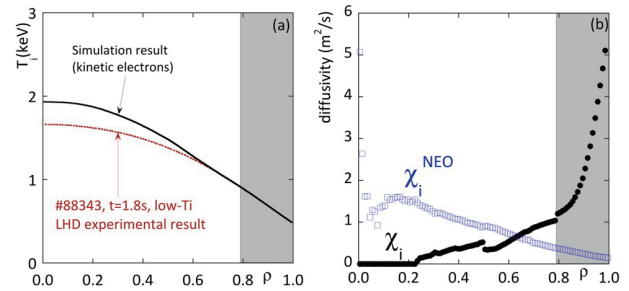 (a)
Simulation result
(kinetic electrons)
#88343, t=1.8s, low-Ti
LHD experimental result
T (keV)
i
3
2
1
0
0.0 0.2 0.4 0.6 0.8 ρ 1.0
(b)
χᵢᴺᴱᴼ
χᵢ
diffusivity (m²/s)
6
5
4
3
2
1
0
0.0 0.2 0.4 0.6 0.8 ρ 1.0